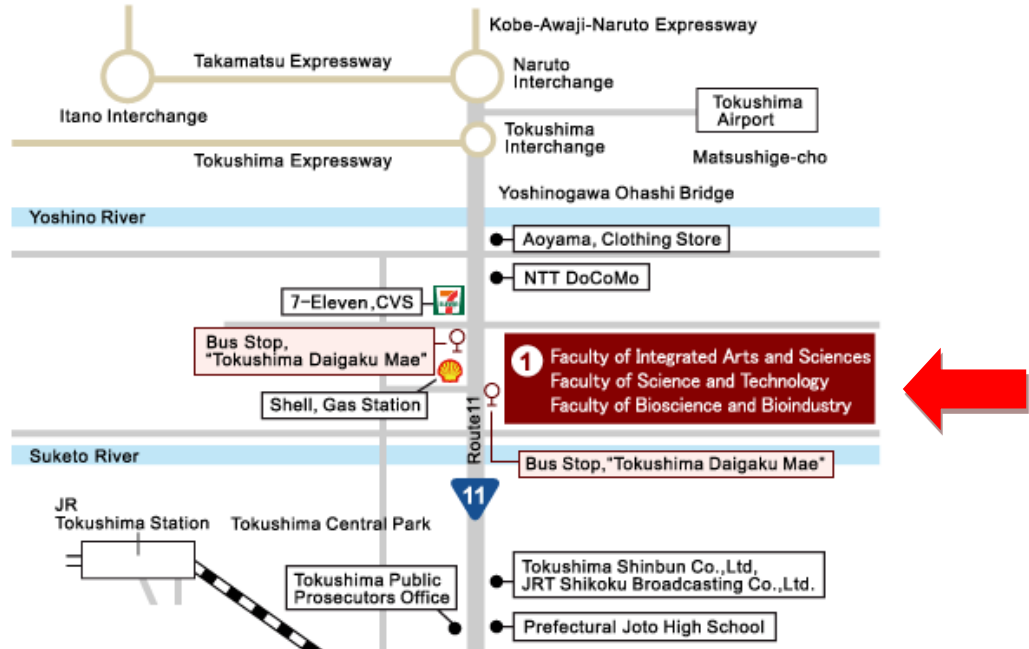 Kobe-Awaji-Naruto Expressway
Takamatsu Expressway
Naruto
Interchange
Itano Interchange
Tokushima
Airport
Tokushima
Interchange
Tokushima Expressway
Matsushige-cho
Yoshinogawa Ohashi Bridge
Yoshino River
Aoyama, Clothing Store
NTT DoCoMo
7-Eleven,CVS
7
ELEVEN
Bus Stop,
"Tokushima Daigaku Mae"
1
Faculty of Integrated Arts and Sciences
Faculty of Science and Technology
Faculty of Bioscience and Bioindustry
Shell, Gas Station
Route11
Suketo River
Bus Stop,"Tokushima Daigaku Mae"
11
JR
Tokushima Station
Tokushima Central Park
Tokushima Shinbun Co.,Ltd,
JRT Shikoku Broadcasting Co.,Ltd.
Tokushima Public
Prosecutors Office
Prefectural Joto High School